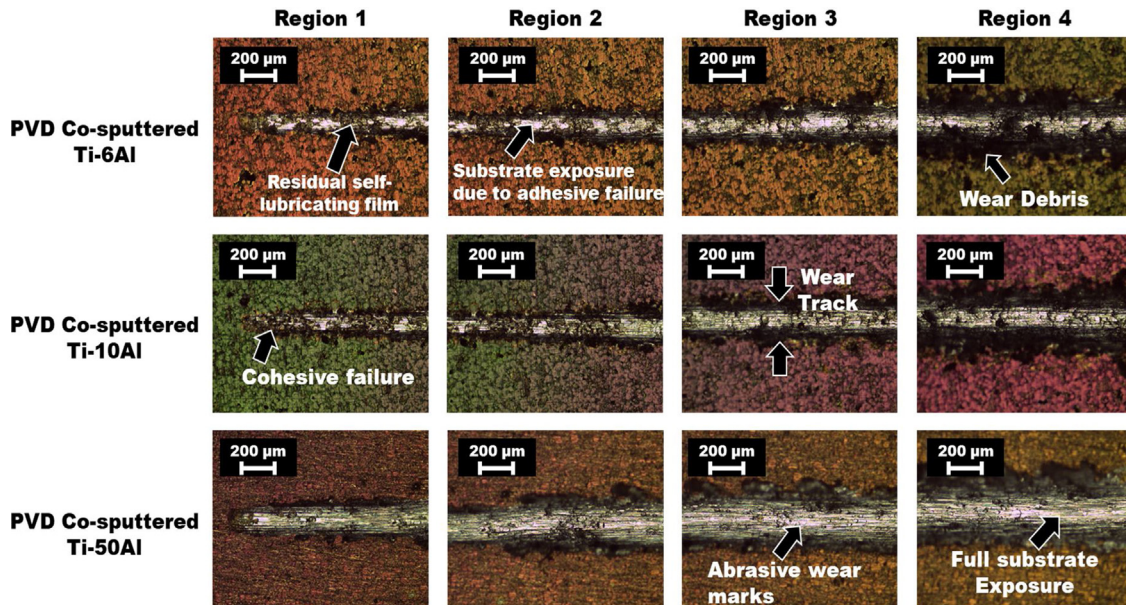 Region 1
Region 2
Region 3
Region 4
PVD Co-sputtered
Ti-6Al
200 µm
200 µm
200 µm
200 µm
Residual self-
lubricating film
Substrate exposure
due to adhesive failure
Wear Debris
PVD Co-sputtered
Ti-10Al
200 µm
200 µm
200 µm
200 µm
Cohesive failure
Wear
Track
PVD Co-sputtered
Ti-50Al
200 µm
200 µm
200 µm
200 µm
Abrasive wear
marks
Full substrate
Exposure